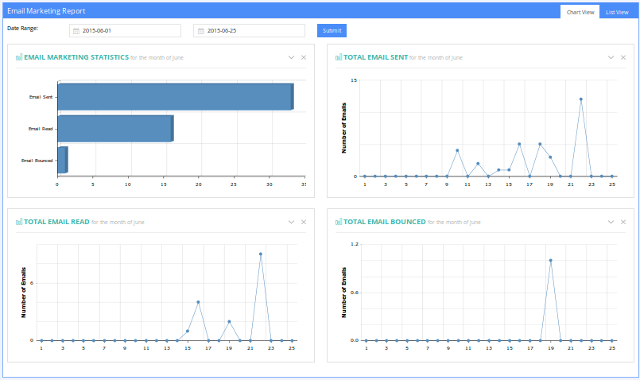 Email Marketing Report
Chart View
List View
Date Range:
2015-06-01
2015-06-25
Submit
EMAIL MARKETING STATISTICS for the month of June
Email Sent
Email Read
Email Bounced
0 5 10 15 20 25 30
TOTAL EMAIL SENT for the month of June
Number of Emails
15
0
1 3 5 7 9 11 13 15 17 19 21 23 25
TOTAL EMAIL READ for the month of June
Number of Emails
6
0
1 3 5 7 9 11 13 15 17 19 21 23 25
TOTAL EMAIL BOUNCED for the month of June
Number of Emails
1.2
0.6
0.0
1 3 5 7 9 11 13 15 17 19 21 23 25